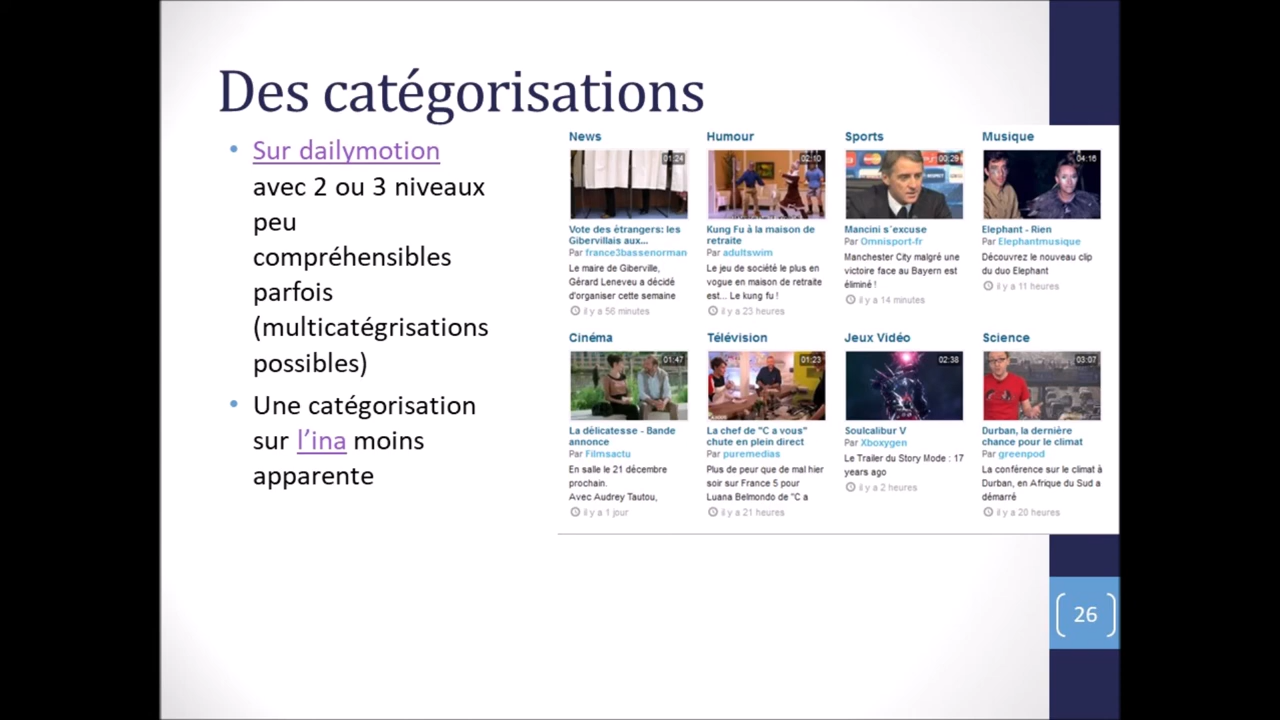 Des catégorisations
• Sur dailymotion
avec 2 ou 3 niveaux
peu
compréhensibles
parfois
(multicatégrisations
possibles)
• Une catégorisation
sur l'ina moins
apparente
News
01:24
Vote des étrangers: les
Gibervillais aux...
Par france3bassenorman
Le maire de Giberville,
Gérard Leneveu a décidé
d'organiser cette semaine
il y a 56 minutes
Humour
02:10
Kung Fu à la maison de
retraite
Par adultswim
Le jeu de société le plus en
vogue en maison de retraite
est... Le kung fu !
il y a 23 heures
Sports
00:29
Mancini s´excuse
Par Omnisport-fr
Manchester City malgré une
victoire face au Bayern est
éliminé !
il y a 14 minutes
Musique
04:16
Elephant - Rien
Par Elephantmusique
Découvrez le nouveau clip
du duo Elephant
il y a 11 heures
Cinéma
01:47
La délicatesse - Bande
annonce
Par Filmsactu
En salle le 21 décembre
prochain.
Avec Audrey Tautou,
il y a 1 jour
Télévision
01:23
La chef de "C a vous"
chute en plein direct
Par puremedias
Plus de peur que de mal hier
soir sur France 5 pour
Luana Belmondo de "C a
il y a 21 heures
Jeux Vidéo
02:38
Soulcalibur V
Par Xboxygen
Le Trailer du Story Mode : 17
years ago
il y a 2 heures
Science
03:07
Durban, la dernière
chance pour le climat
Par greenpod
La conférence sur le climat à
Durban, en Afrique du Sud a
démarré
il y a 20 heures
26